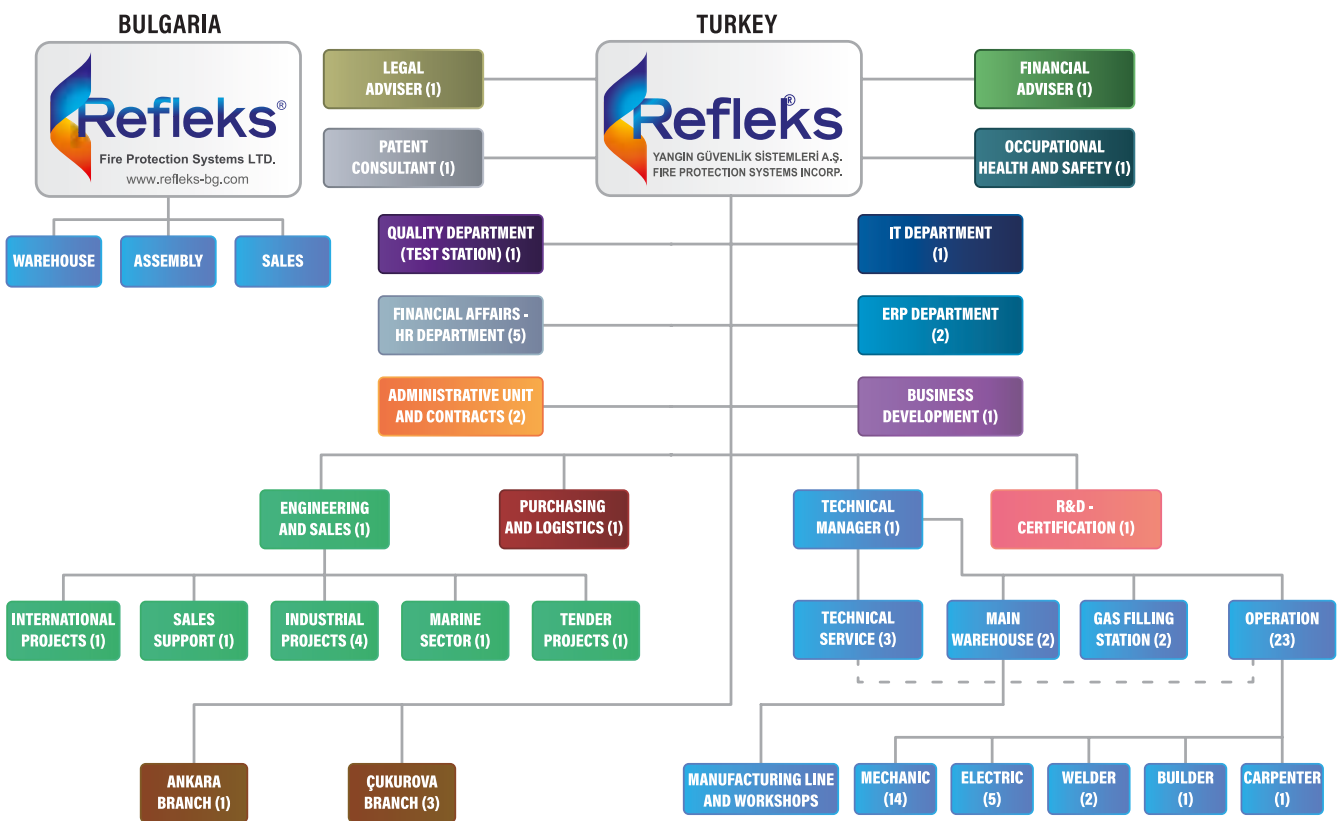 BULGARIA
TURKEY
Refleks®
Fire Protection Systems LTD.
www.refleks-bg.com
LEGAL
ADVISER (1)
PATENT
CONSULTANT (1)
Refleks®
YANGIN GÜVENLİK SİSTEMLERİ A.Ş.
FIRE PROTECTION SYSTEMS INCORP.
FINANCIAL
ADVISER (1)
OCCUPATIONAL
HEALTH AND SAFETY (1)
WAREHOUSE
ASSEMBLY
SALES
QUALITY DEPARTMENT
(TEST STATION) (1)
IT DEPARTMENT
(1)
FINANCIAL AFFAIRS -
HR DEPARTMENT (5)
ERP DEPARTMENT
(2)
ADMINISTRATIVE UNIT
AND CONTRACTS (2)
BUSINESS
DEVELOPMENT (1)
ENGINEERING
AND SALES (1)
PURCHASING
AND LOGISTICS (1)
TECHNICAL
MANAGER (1)
R&D -
CERTIFICATION (1)
INTERNATIONAL
PROJECTS (1)
SALES
SUPPORT (1)
INDUSTRIAL
PROJECTS (4)
MARINE
SECTOR (1)
TENDER
PROJECTS (1)
TECHNICAL
SERVICE (3)
MAIN
WAREHOUSE (2)
GAS FILLING
STATION (2)
OPERATION
(23)
ANKARA
BRANCH (1)
ÇUKUROVA
BRANCH (3)
MANUFACTURING LINE
AND WORKSHOPS
MECHANIC
(14)
ELECTRIC
(5)
WELDER
(2)
BUILDER
(1)
CARPENTER
(1)